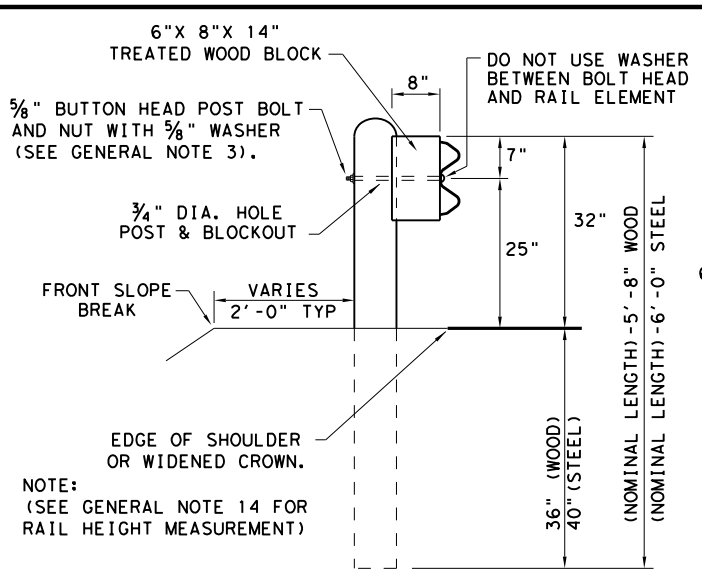 6"X 8"X 14"
TREATED WOOD BLOCK
8"
DO NOT USE WASHER
BETWEEN BOLT HEAD
AND RAIL ELEMENT
⅝" BUTTON HEAD POST BOLT
AND NUT WITH ⅝" WASHER
(SEE GENERAL NOTE 3).
7"
¾" DIA. HOLE
POST & BLOCKOUT
32"
25"
FRONT SLOPE
BREAK
VARIES
2'-0" TYP
(NOMINAL LENGTH)-5'-8" WOOD
(NOMINAL LENGTH)-6'-0" STEEL
EDGE OF SHOULDER
OR WIDENED CROWN.
36" (WOOD)
40"(STEEL)
NOTE:
(SEE GENERAL NOTE 14 FOR
RAIL HEIGHT MEASUREMENT)